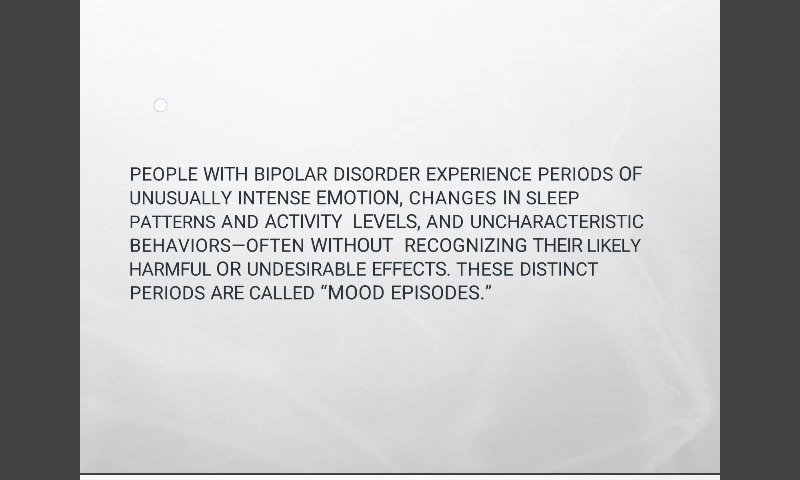 PEOPLE WITH BIPOLAR DISORDER EXPERIENCE PERIODS OF
UNUSUALLY INTENSE EMOTION, CHANGES IN SLEEP
PATTERNS AND ACTIVITY LEVELS, AND UNCHARACTERISTIC
BEHAVIORS—OFTEN WITHOUT RECOGNIZING THEIR LIKELY
HARMFUL OR UNDESIRABLE EFFECTS. THESE DISTINCT
PERIODS ARE CALLED “MOOD EPISODES.”